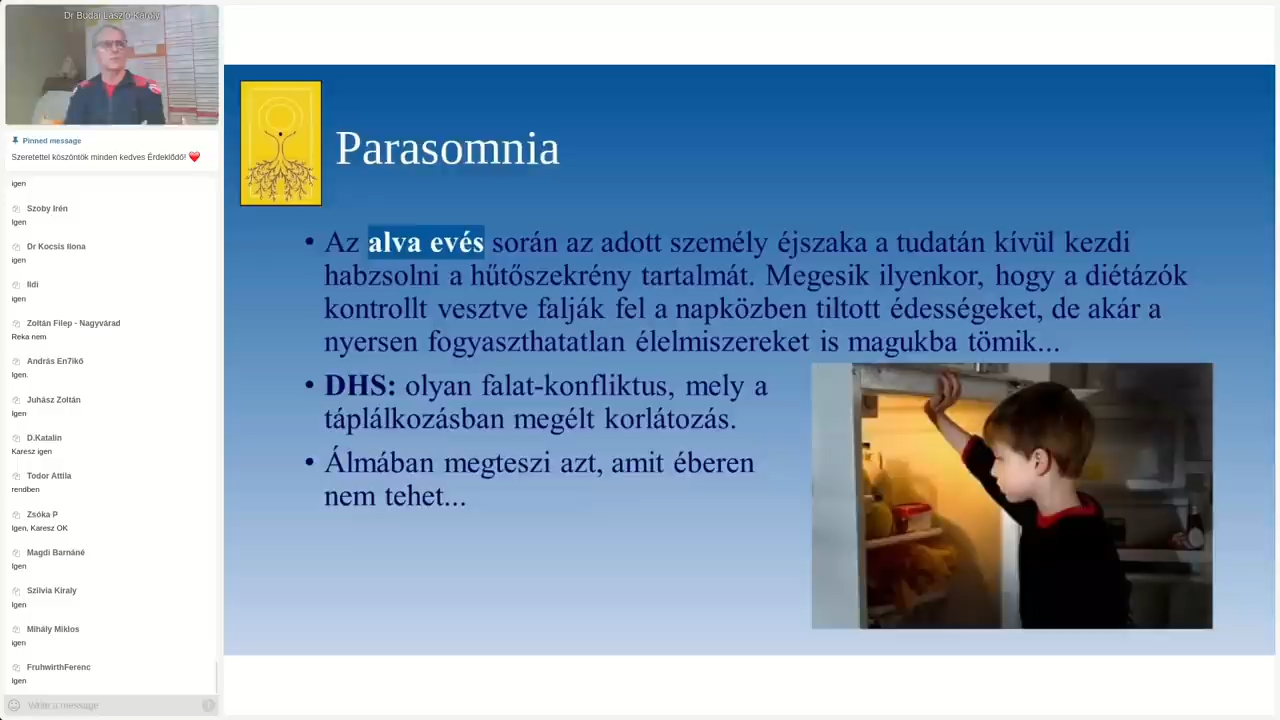 Dr Budai László Károly
Pinned message
Szeretettel köszöntök minden kedves Érdeklődő! ❤️
igen
Szoby Irén
Igen
Dr Kocsis Ilona
igen
Ildi
igen
Zoltán Filep - Nagyvárad
Reka nem
András En7ikő
Igen.
Juhász Zoltán
Igen
D.Katalin
Karesz igen
Todor Attila
rendben
Zsóka P
Igen, Karesz OK
Magdi Barnáné
Igen
Szilvia Kiraly
Igen
Mihály Miklos
igen
FruhwirthFerenc
Igen
Write a message
Parasomnia
• Az alva evés során az adott személy éjszaka a tudatán kívül kezdi
habzsolni a hűtőszekrény tartalmát. Megesik ilyenkor, hogy a diétázók
kontrollt vesztve falják fel a napközben tiltott édességeket, de akár a
nyersen fogyaszthatatlan élelmiszereket is magukba tömik...
• DHS: olyan falat-konfliktus, mely a
táplálkozásban megélt korlátozás.
• Álmában megteszi azt, amit éberen
nem tehet...